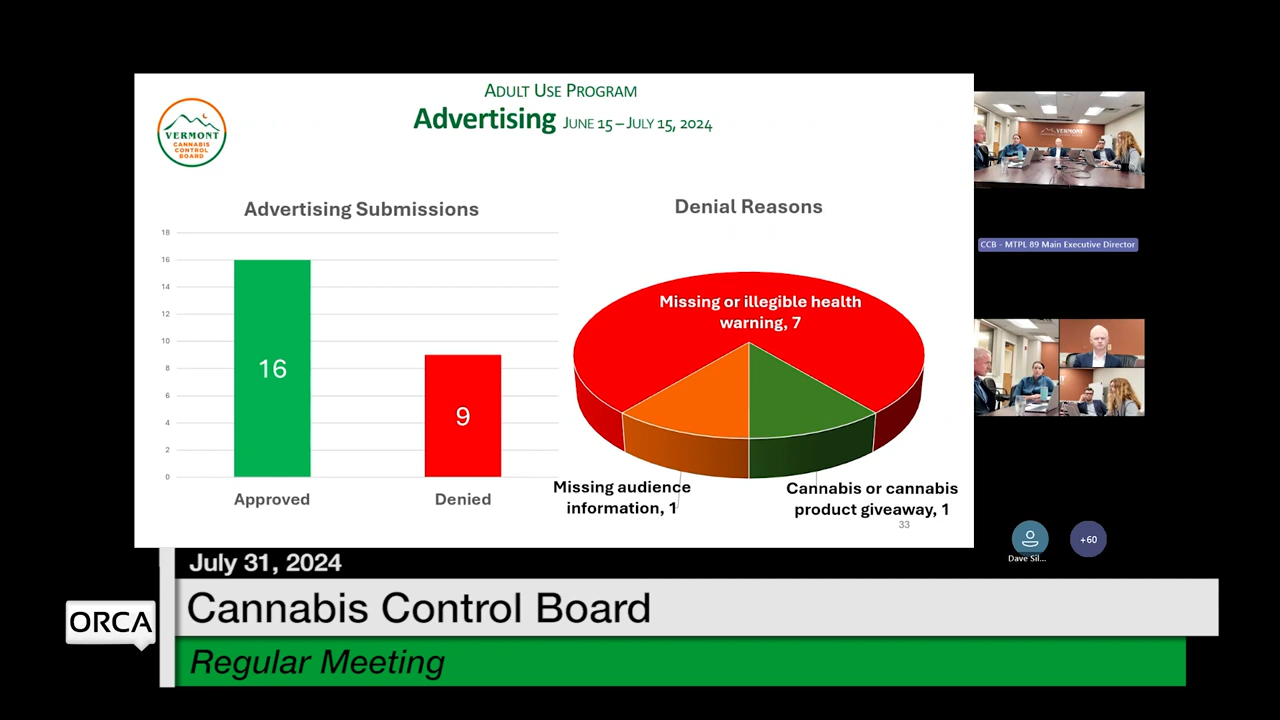 ADULT USE PROGRAM
Advertising JUNE 15 – JULY 15, 2024
VERMONT
CANNABIS
CONTROL
BOARD
Advertising Submissions
18
16
14
12
10
8
6
4
2
0
16
9
Approved
Denied
Denial Reasons
Missing or illegible health
warning, 7
Missing audience
information, 1
Cannabis or cannabis
product giveaway, 1
33
VERMONT
CCB - MTPL 89 Main Executive Director
Dave Sil...
+60
July 31, 2024
ORCA
Cannabis Control Board
Regular Meeting